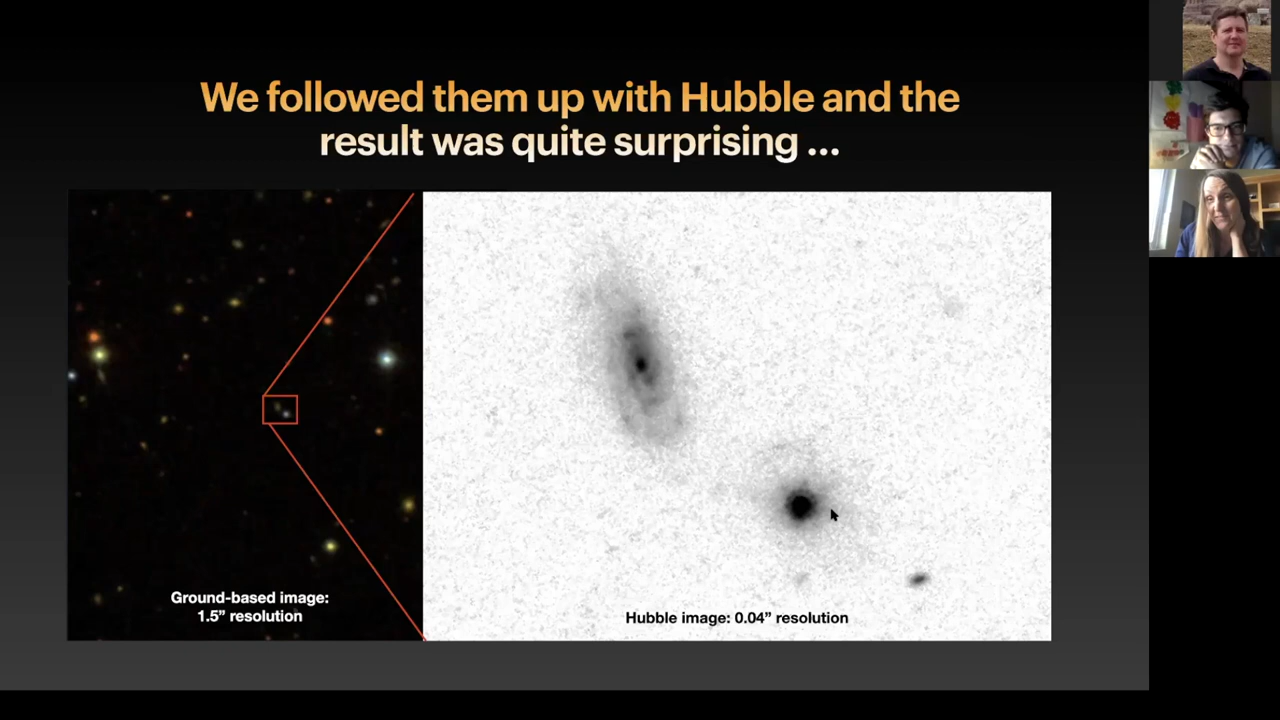 We followed them up with Hubble and the
result was quite surprising ...
Ground-based image:
1.5” resolution
Hubble image: 0.04” resolution